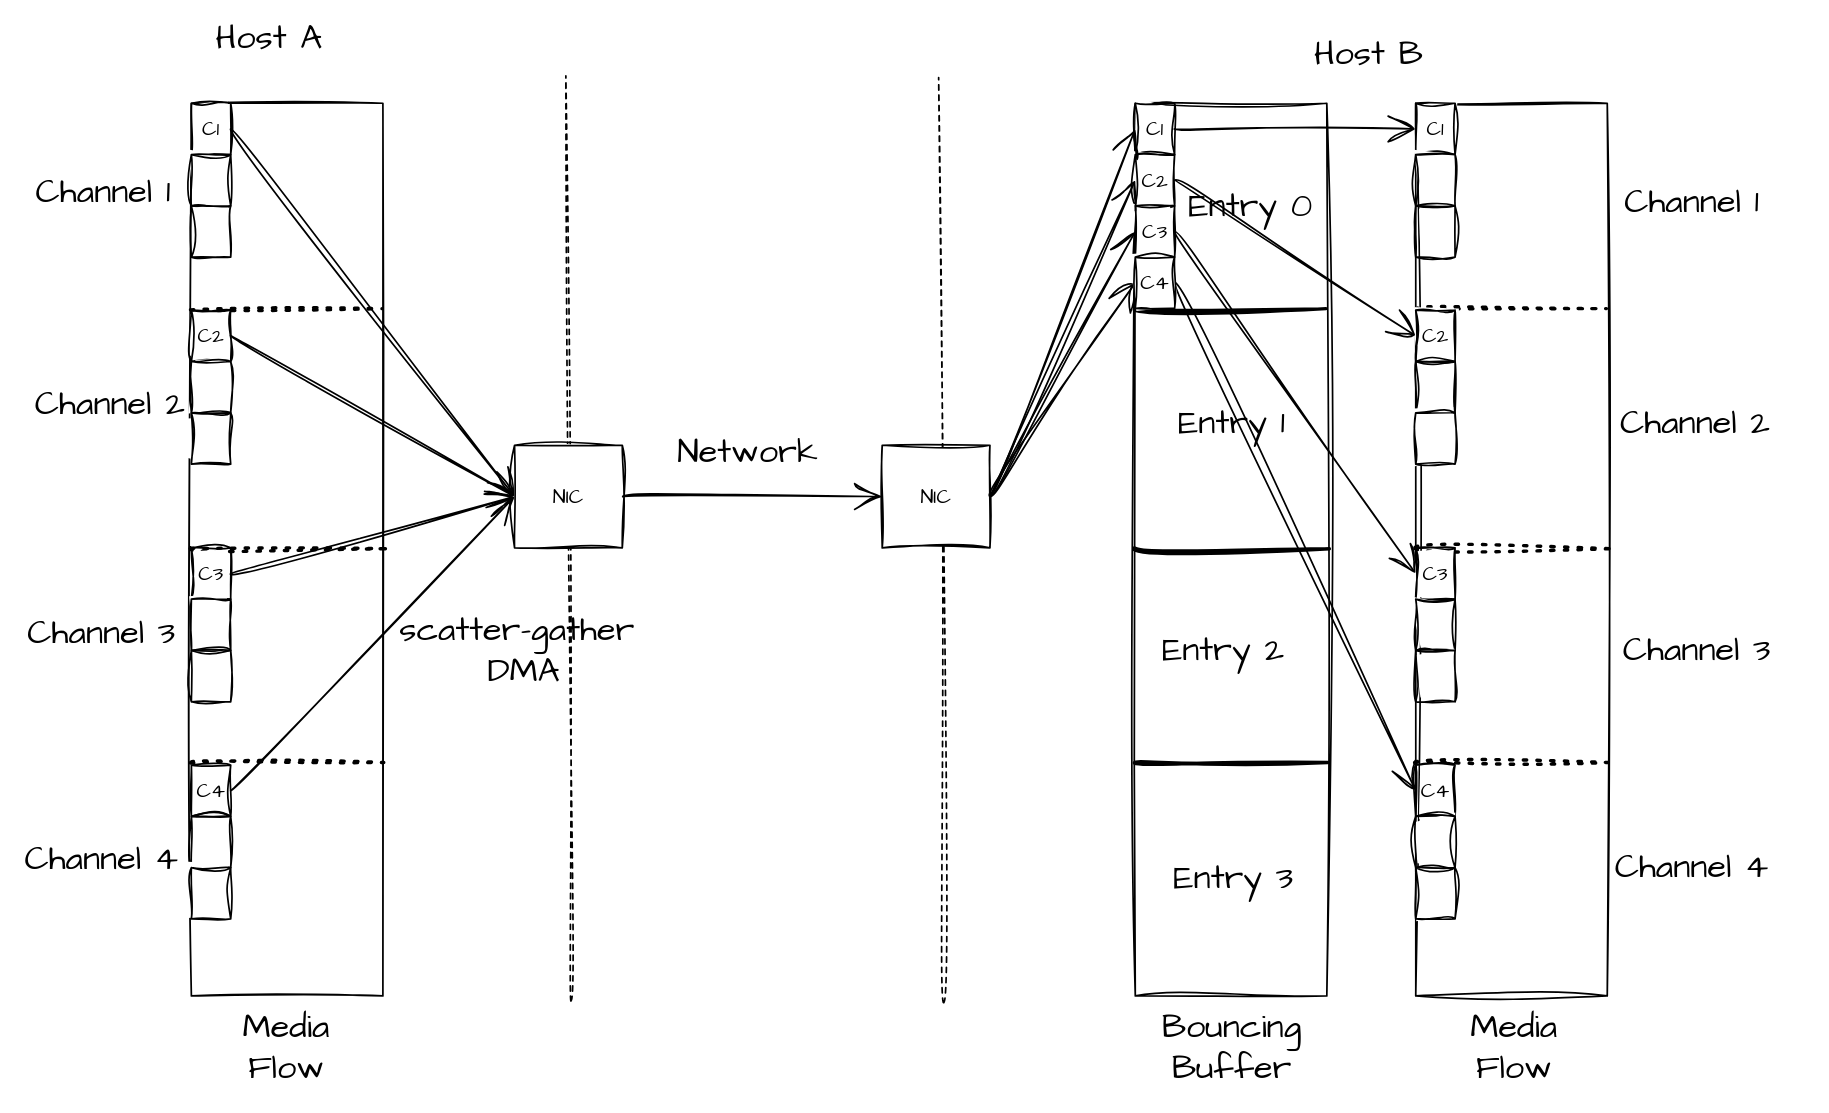 Host A
Host B
C1
C1
C1
Channel 1
C2
Entry 0
Channel 1
C3
C4
C2
C2
Channel 2
Entry 1
Channel 2
Network
NIC
NIC
C3
C3
Channel 3
scatter-gather
DMA
Entry 2
Channel 3
C4
C4
Channel 4
Entry 3
Channel 4
Media
Flow
Bouncing
Buffer
Media
Flow